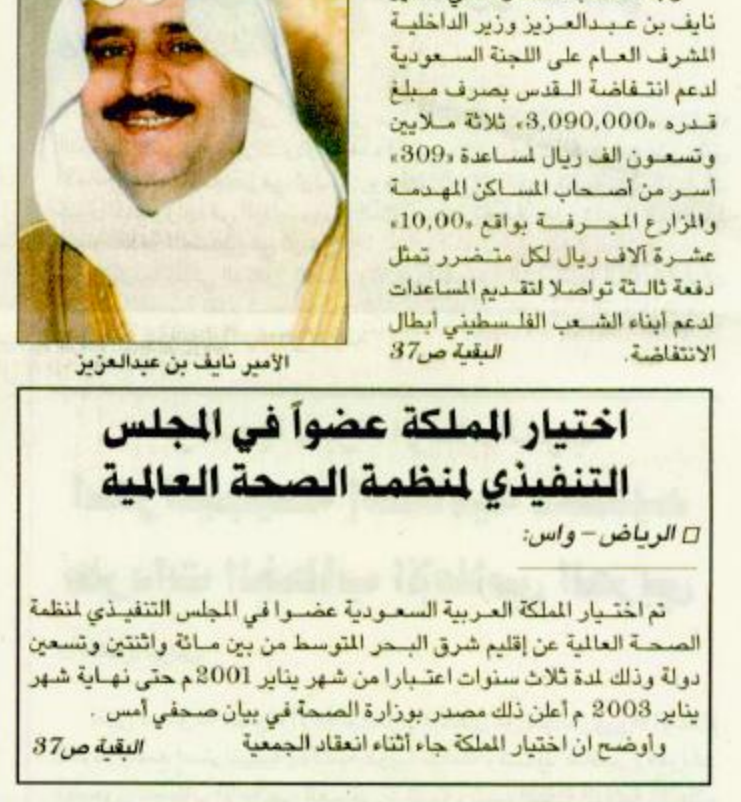 نايف بن عبدالعزيز وزير الداخلية
المشرف العام على اللجنة السعودية
لدعم انتفاضة القدس بصرف مبلغ
قدره «3,090,000» ثلاثة ملايين
وتسعون الف ريال لمساعدة «309»
أسر من أصحاب المساكن المهدمة
والمزارع المجرفة بواقع «10,00»
عشرة آلاف ريال لكل متضرر تمثل
دفعة ثالثة تواصلا لتقديم المساعدات
لدعم أبناء الشعب الفلسطيني أبطال
الانتفاضة. البقية ص37
الأمير نايف بن عبدالعزيز
اختيار المملكة عضواً في المجلس
التنفيذي لمنظمة الصحة العالمية
□ الرياض – واس:
تم اختيار المملكة العربية السعودية عضوا في المجلس التنفيذي لمنظمة
الصحة العالمية عن إقليم شرق البحر المتوسط من بين مائة واثنتين وتسعين
دولة وذلك لمدة ثلاث سنوات اعتبارا من شهر يناير 2001م حتى نهاية شهر
يناير 2003 م أعلن ذلك مصدر بوزارة الصحة في بيان صحفي أمس .
وأوضح ان اختيار المملكة جاء أثناء انعقاد الجمعية البقية ص37